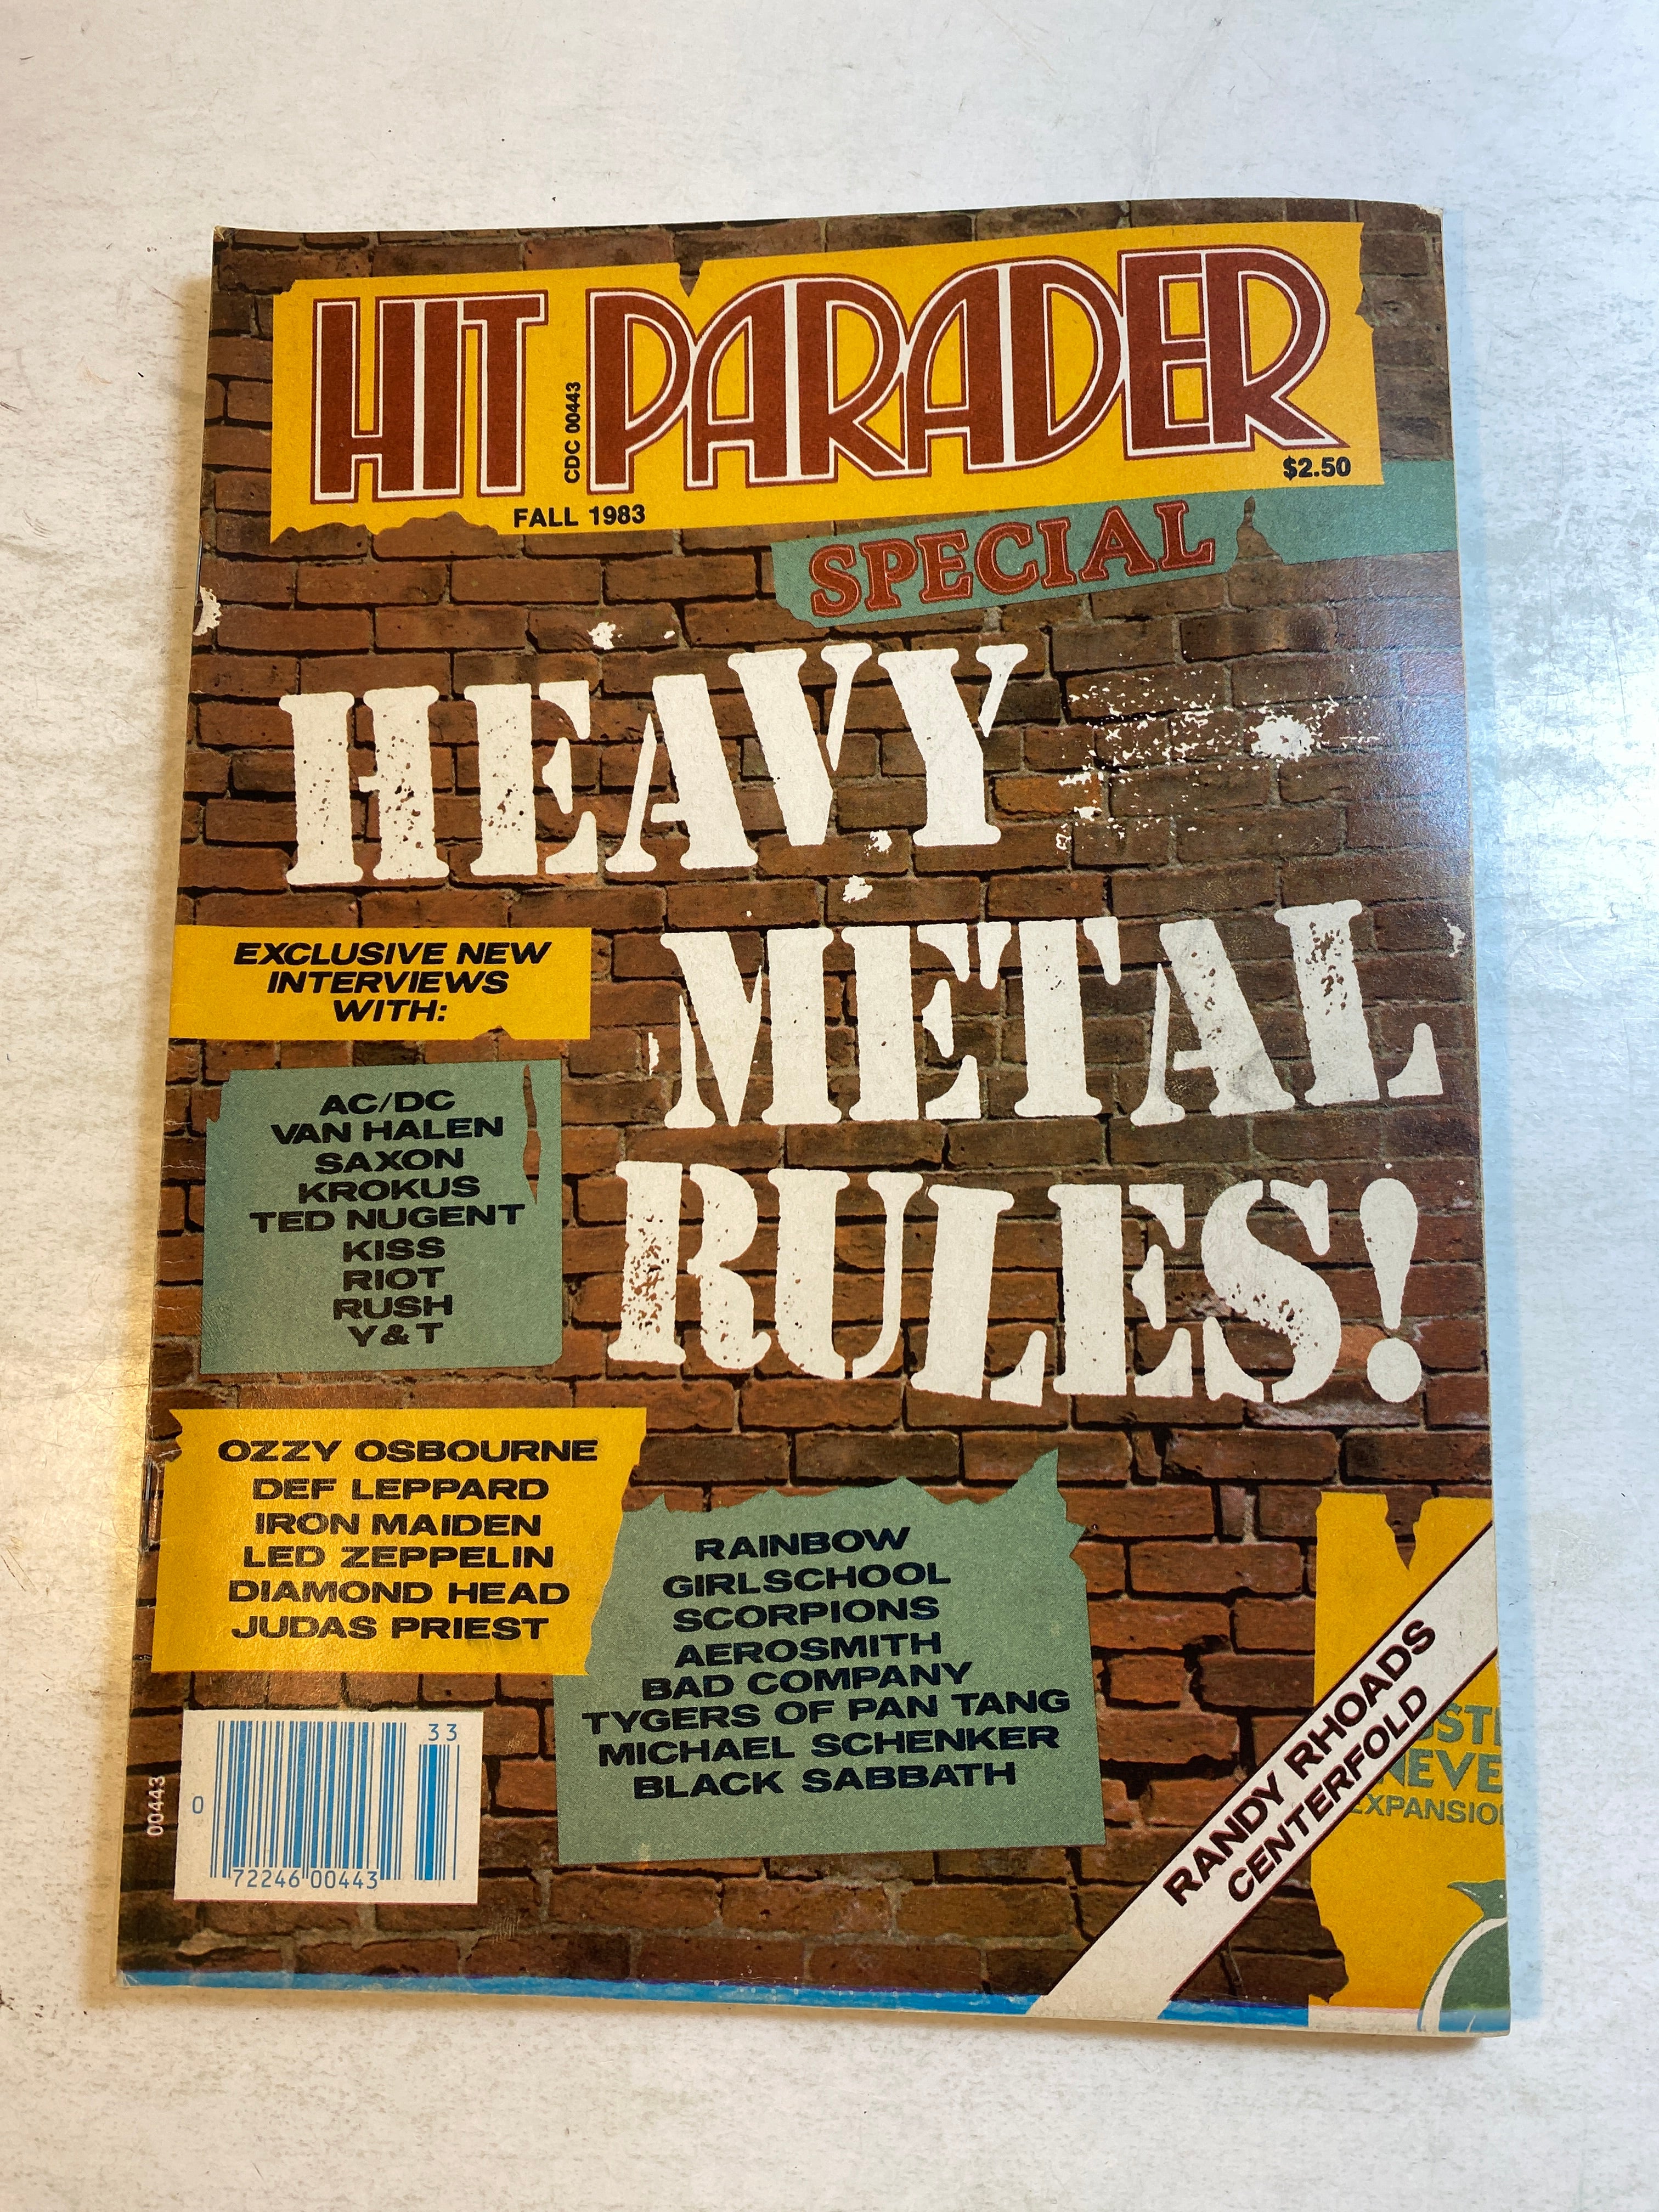 HIT PARADER
CDC 00443
$2.50
FALL 1983
SPECIAL
HEAVY
METAL
RULES!
EXCLUSIVE NEW
INTERVIEWS
WITH:
AC/DC
VAN HALEN
SAXON
KROKUS
TED NUGENT
KISS
RIOT
RUSH
Y&T
OZZY OSBOURNE
DEF LEPPARD
IRON MAIDEN
LED ZEPPELIN
DIAMOND HEAD
JUDAS PRIEST
RAINBOW
GIRLSCHOOL
SCORPIONS
AEROSMITH
BAD COMPANY
TYGERS OF PAN TANG
MICHAEL SCHENKER
BLACK SABBATH
RANDY RHOADS
CENTERFOLD
STI
NEVE
EXPANSIO
00443
33
0
72246 00443